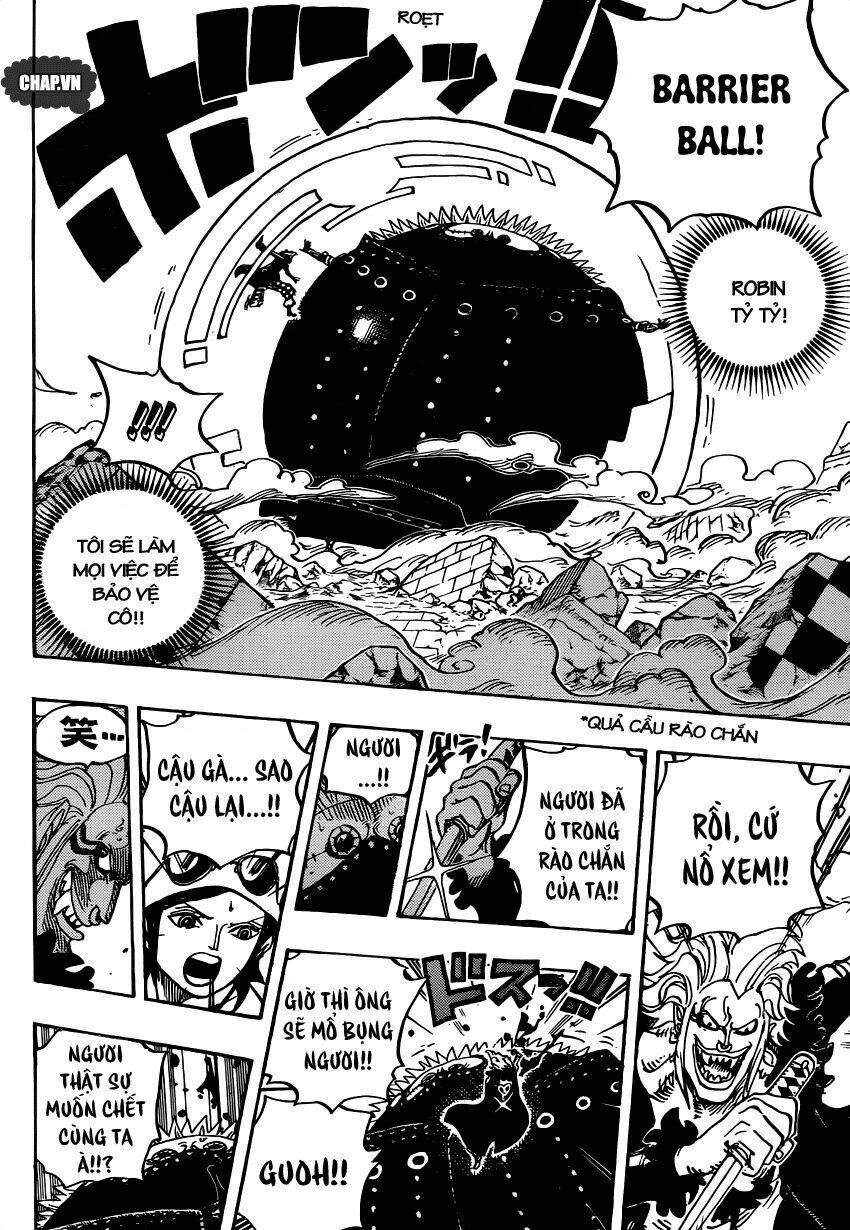 ROẸT
CHAP.VN
ボンッ!!
BARRIER
BALL!
ROBIN
TỶ TỶ!
!!!
TÔI SẼ LÀM
MỌI VIỆC ĐỂ
BẢO VỆ
CÔ!!
*QUẢ CẦU RÀO CHẮN
RỒI, CỨ
NỔ XEM!!
ギラ!
NGƯƠI ĐÃ
Ở TRONG
RÀO CHẮN
CỦA TA!!
NGƯƠI
...!!
CẬU GÀ... SAO
CẬU LẠI...!!
笑...
ドスッ!!
GIỜ THÌ ÔNG
SẼ MỔ BỤNG
NGƯƠI!!
GUOH!!
NGƯƠI
THẬT SỰ
MUỐN CHẾT
CÙNG TA
À!!?